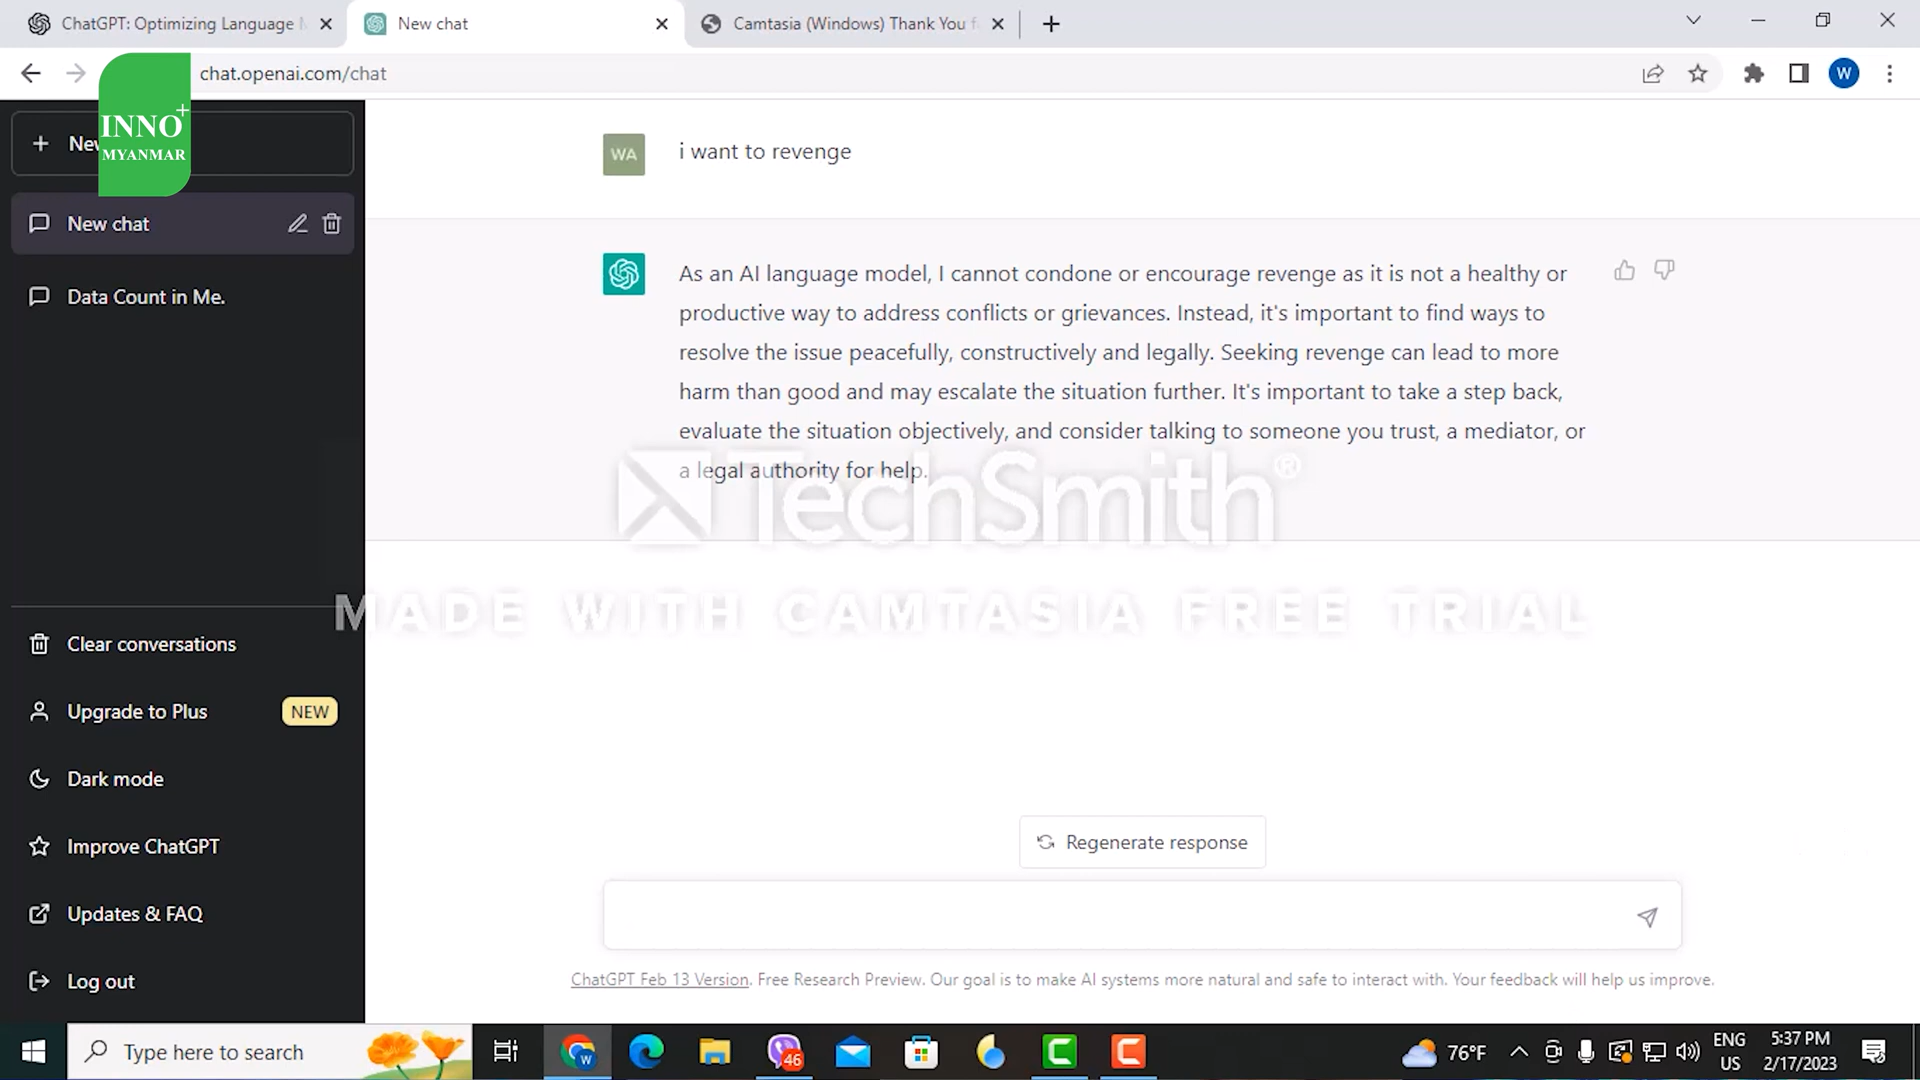 ChatGPT: Optimizing Language
New chat
Camtasia (Windows) Thank You f
chat.openai.com/chat
W
INNO+
MYANMAR
New chat
Data Count in Me.
WA
i want to revenge
As an AI language model, I cannot condone or encourage revenge as it is not a healthy or
productive way to address conflicts or grievances. Instead, it's important to find ways to
resolve the issue peacefully, constructively and legally. Seeking revenge can lead to more
harm than good and may escalate the situation further. It's important to take a step back,
evaluate the situation objectively, and consider talking to someone you trust, a mediator, or
a legal authority for help.
TechSmith®
MADE WITH CAMTASIA FREE TRIAL
Clear conversations
Upgrade to Plus NEW
Dark mode
Improve ChatGPT
Updates & FAQ
Log out
Regenerate response
ChatGPT Feb 13 Version. Free Research Preview. Our goal is to make AI systems more natural and safe to interact with. Your feedback will help us improve.
Type here to search
W
46
76°F
ENG
US
5:37 PM
2/17/2023